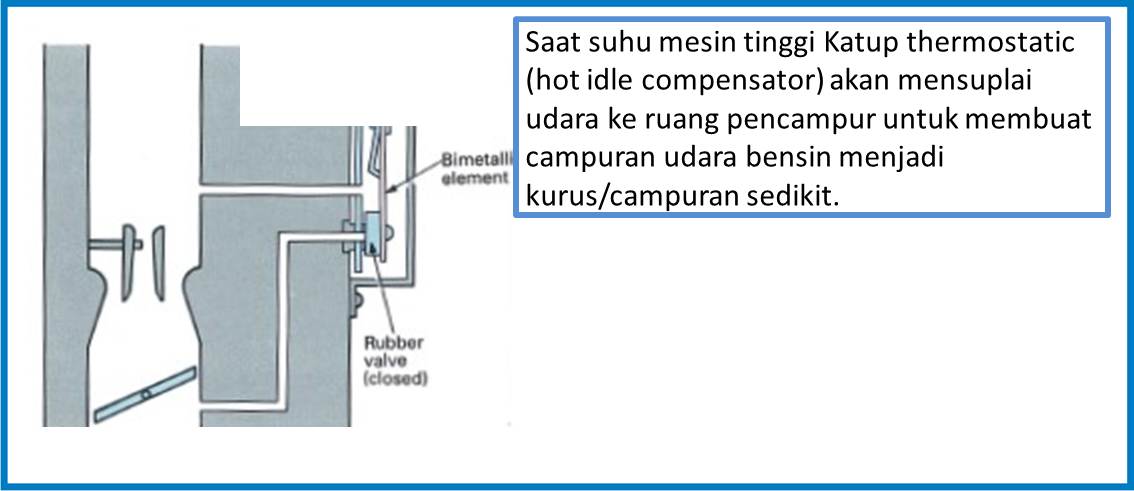 Saat suhu mesin tinggi Katup thermostatic
(hot idle compensator) akan mensuplai
udara ke ruang pencampur untuk membuat
campuran udara bensin menjadi
kurus/campuran sedikit.
Bimetalli
element
Rubber
valve
(closed)